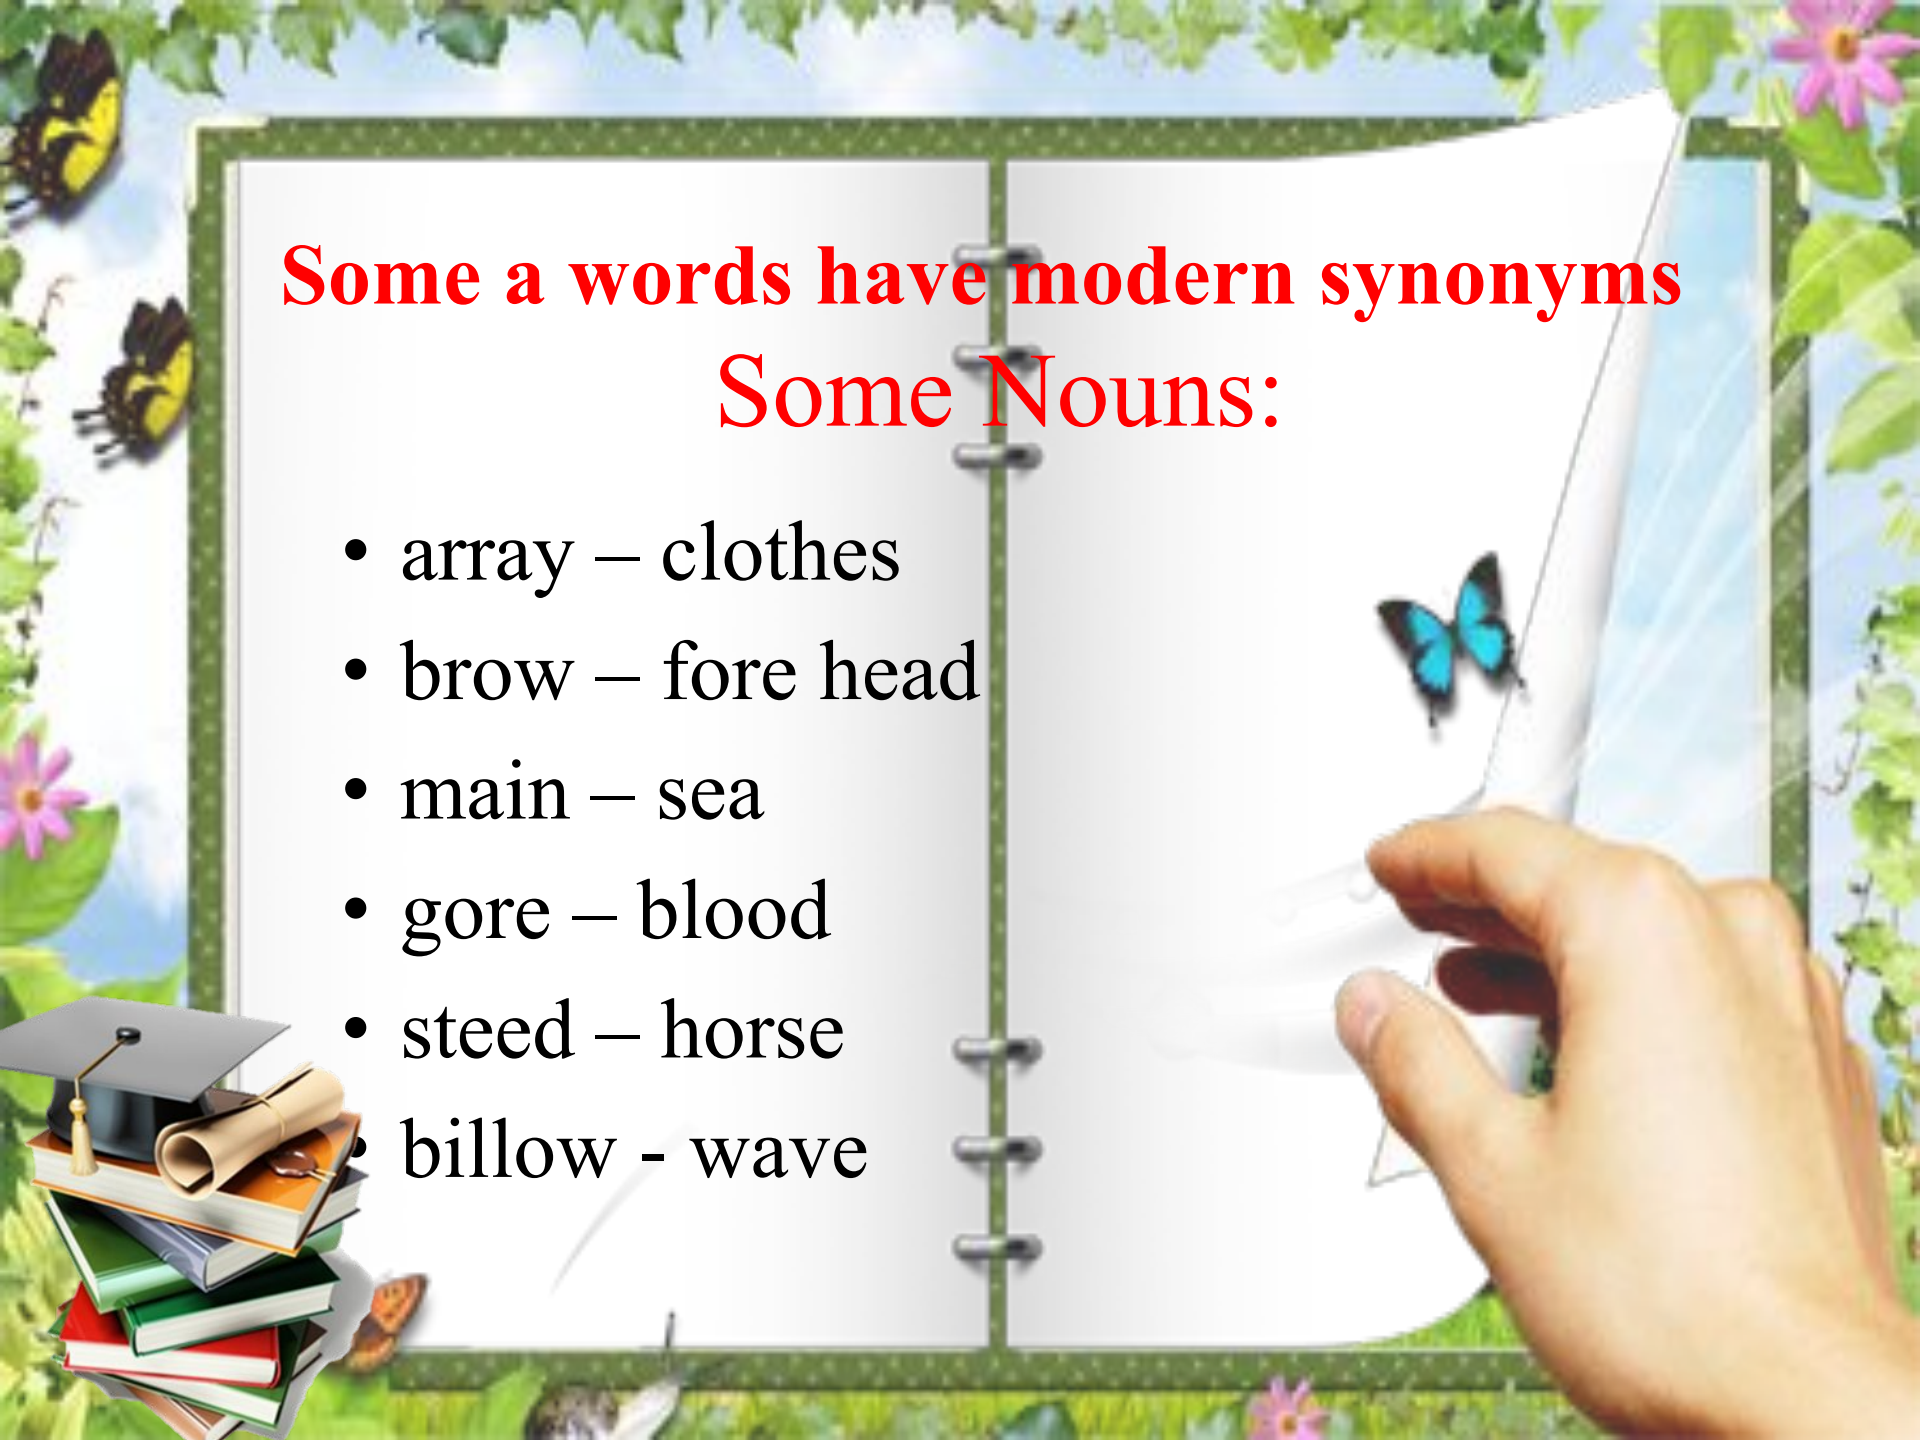 Some a words have modern synonyms
Some Nouns:
• array – clothes
• brow – fore head
• main – sea
• gore – blood
• steed – horse
• billow - wave